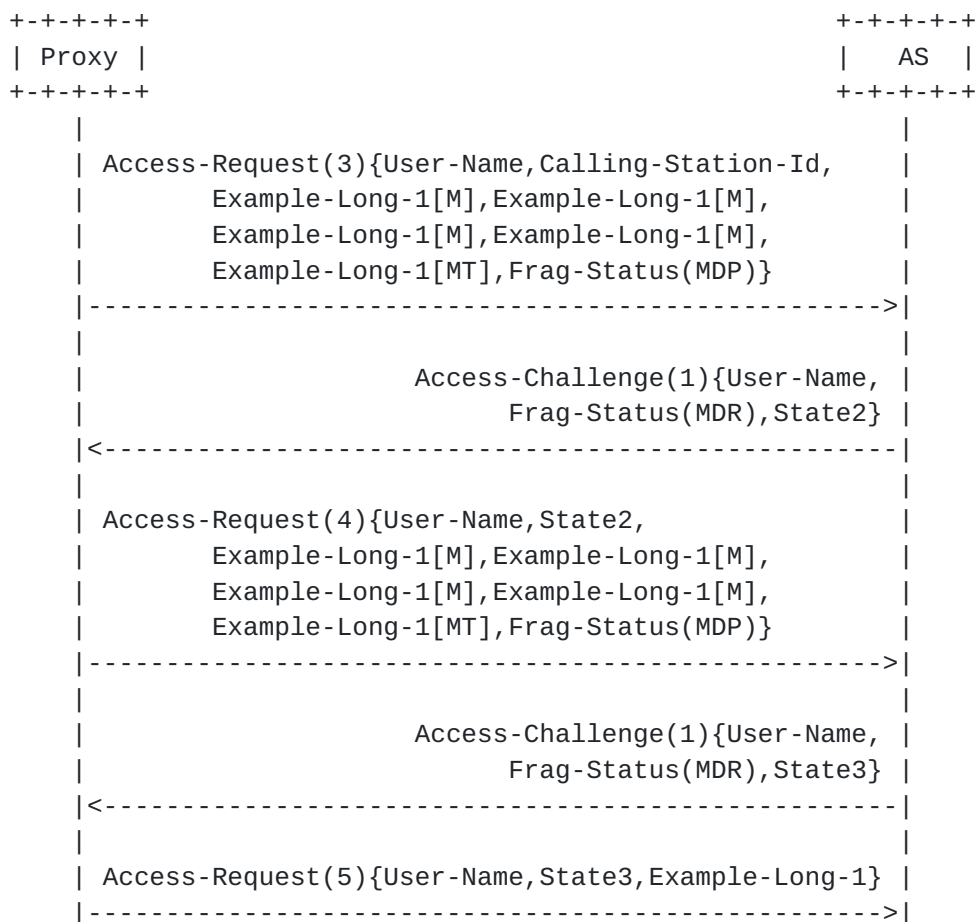 +-+-+-+-+                                             +-+-+-+-+
| Proxy |                                             |   AS  |
+-+-+-+-+                                             +-+-+-+-+
    |                                                     |
    | Access-Request(3){User-Name,Calling-Station-Id,     |
    |        Example-Long-1[M],Example-Long-1[M],         |
    |        Example-Long-1[M],Example-Long-1[M],         |
    |        Example-Long-1[MT],Frag-Status(MDP)}         |
    |---------------------------------------------------->|
    |                                                     |
    |                      Access-Challenge(1){User-Name, |
    |                            Frag-Status(MDR),State2} |
    |<----------------------------------------------------|
    |                                                     |
    | Access-Request(4){User-Name,State2,                 |
    |        Example-Long-1[M],Example-Long-1[M],         |
    |        Example-Long-1[M],Example-Long-1[M],         |
    |        Example-Long-1[MT],Frag-Status(MDP)}         |
    |---------------------------------------------------->|
    |                                                     |
    |                      Access-Challenge(1){User-Name, |
    |                            Frag-Status(MDR),State3} |
    |<----------------------------------------------------|
    |                                                     |
    | Access-Request(5){User-Name,State3,Example-Long-1}  |
    |---------------------------------------------------->|